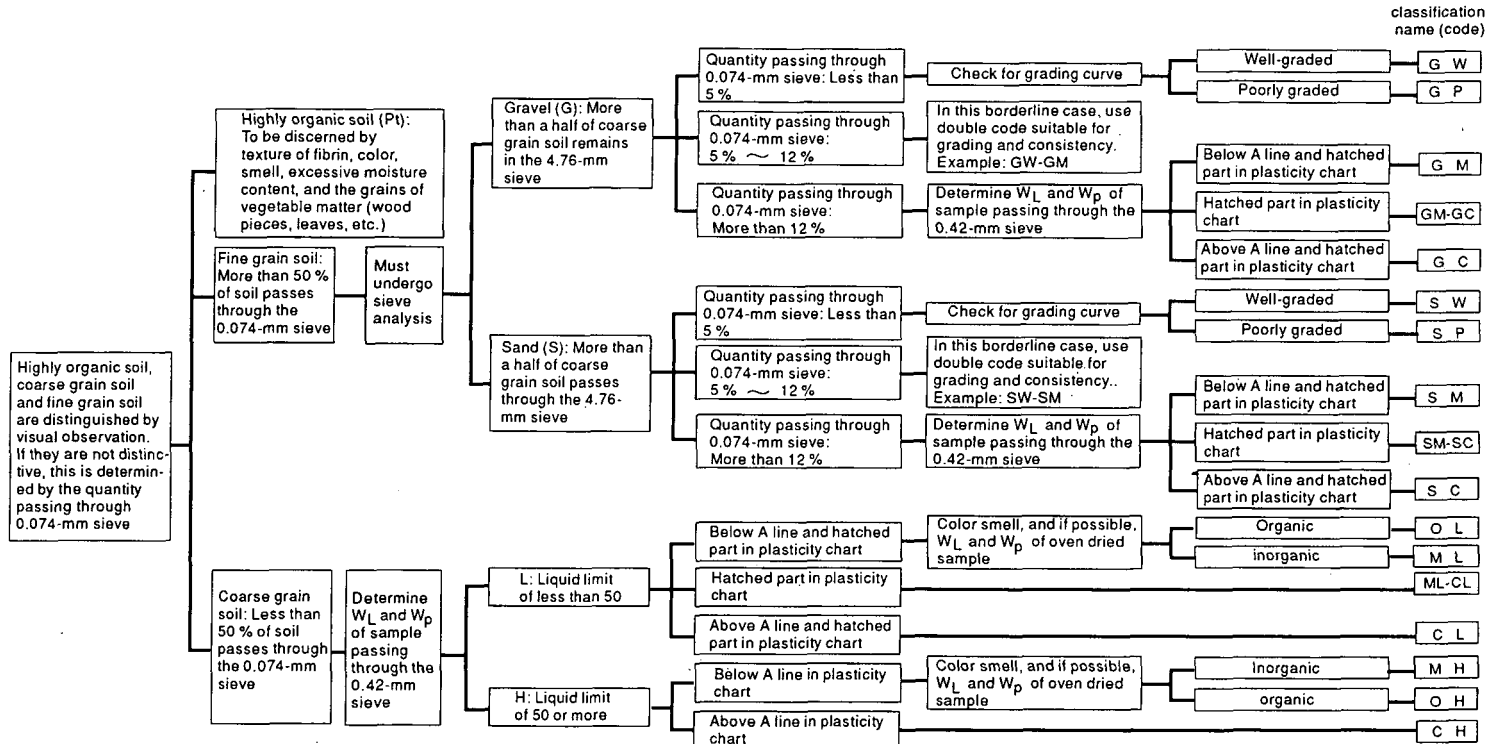 classification
name (code)
Highly organic soil,
coarse grain soil
and fine grain soil
are distinguished by
visual observation.
If they are not distinc-
tive, this is determin-
ed by the quantity
passing through
0.074-mm sieve
Highly organic soil (Pt):
To be discerned by
texture of fibrin, color,
smell, excessive moisture
content, and the grains of
vegetable matter (wood
pieces, leaves, etc.)
Fine grain soil:
More than 50 %
of soil passes
through the
0.074-mm sieve
Must
undergo
sieve
analysis
Gravel (G): More
than a half of coarse
grain soil remains
in the 4.76-mm
sieve
Quantity passing through
0.074-mm sieve: Less than
5 %
Check for grading curve
Well-graded
G W
Poorly graded
G P
Quantity passing through
0.074-mm sieve:
5 % ~ 12 %
In this borderline case, use
double code suitable for
grading and consistency.
Example: GW-GM
Quantity passing through
0.074-mm sieve:
More than 12 %
Determine WL and Wp of
sample passing through the
0.42-mm sieve
Below A line and hatched
part in plasticity chart
G M
Hatched part in plasticity
chart
GM-GC
Above A line and hatched
part in plasticity chart
G C
Sand (S): More than
a half of coarse
grain soil passes
through the 4.76-
mm sieve
Quantity passing through
0.074-mm sieve: Less than
5 %
Check for grading curve
Well-graded
S W
Poorly graded
S P
Quantity passing through
0.074-mm sieve:
5 % ~ 12 %
In this borderline case, use
double code suitable for
grading and consistency..
Example: SW-SM
Quantity passing through
0.074-mm sieve:
More than 12 %
Determine WL and Wp of
sample passing through the
0.42-mm sieve
Below A line and hatched
part in plasticity chart
S M
Hatched part in plasticity
chart
SM-SC
Above A line and hatched
part in plasticity chart
S C
Coarse grain
soil: Less than
50 % of soil
passes through
the 0.074-mm
sieve
Determine
WL and Wp
of sample
passing
through the
0.42-mm
sieve
L: Liquid limit
of less than 50
Below A line and hatched
part in plasticity chart
Color smell, and if possible,
WL and Wp of oven dried
sample
Organic
O L
inorganic
M L
Hatched part in plasticity
chart
ML-CL
Above A line and hatched
part in plasticity chart
C L
H: Liquid limit
of 50 or more
Below A line in plasticity
chart
Color smell, and if possible,
WL and Wp of oven dried
sample
Inorganic
M H
organic
O H
Above A line in plasticity
chart
C H